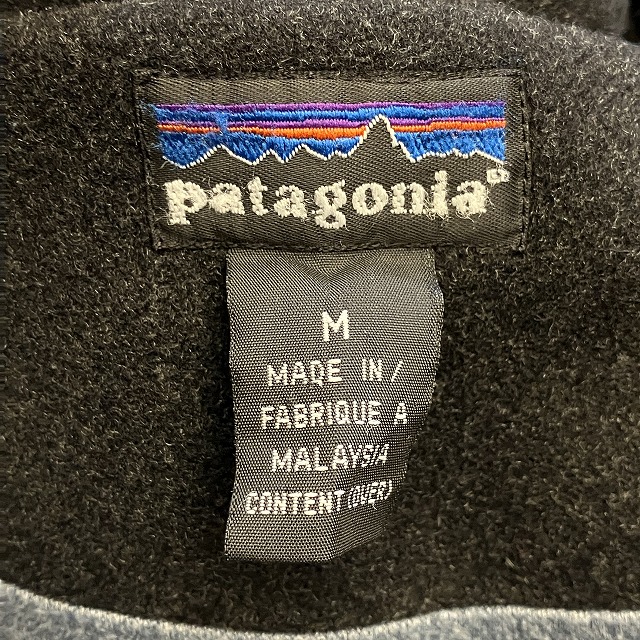 patagonia®
M
MADE IN/
FABRIQUE A
MALAYSIA
CONTENT (OVER)